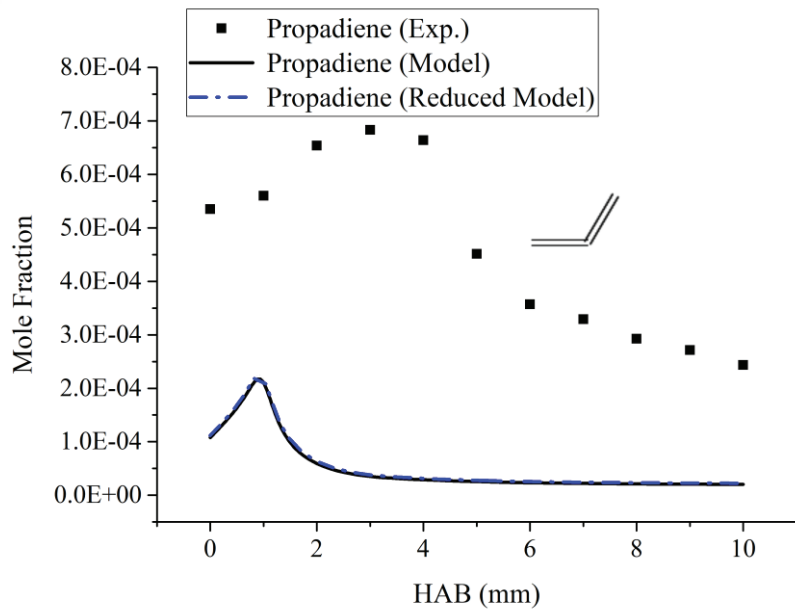 Propadiene (Exp.)
Propadiene (Model)
Propadiene (Reduced Model)
8.0E-04
7.0E-04
6.0E-04
5.0E-04
4.0E-04
3.0E-04
2.0E-04
1.0E-04
0.0E+00
Mole Fraction
0 2 4 6 8 10
HAB (mm)